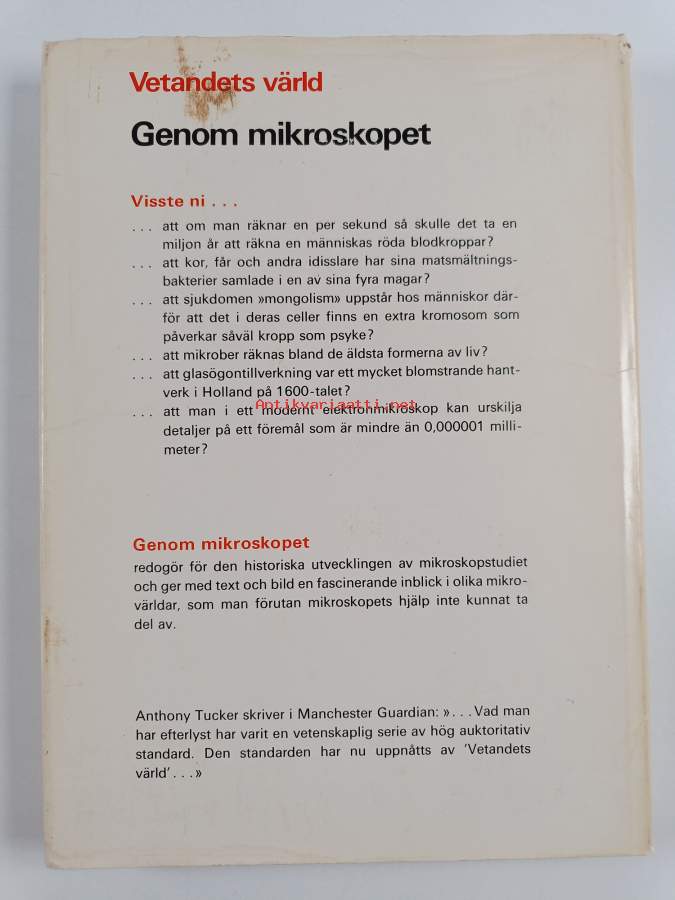 Vetandets värld
Genom mikroskopet
Visste ni . . .
. . . att om man räknar en per sekund så skulle det ta en
miljon år att räkna en människas röda blodkroppar?
. . . att kor, får och andra idisslare har sina matsmältnings-
bakterier samlade i en av sina fyra magar?
. . . att sjukdomen »mongolism» uppstår hos människor där-
för att det i deras celler finns en extra kromosom som
påverkar såväl kropp som psyke?
. . . att mikrober räknas bland de äldsta formerna av liv?
. . . att glasögontillverkning var ett mycket blomstrande hant-
verk i Holland på 1600-talet?
Antikvariaatti.net
. . . att man i ett modernt elektronmikroskop kan urskilja
detaljer på ett föremål som är mindre än 0,000001 milli-
meter?
Genom mikroskopet
redogör för den historiska utvecklingen av mikroskopstudiet
och ger med text och bild en fascinerande inblick i olika mikro-
världar, som man förutan mikroskopets hjälp inte kunnat ta
del av.
Anthony Tucker skriver i Manchester Guardian: ». . . Vad man
har efterlyst har varit en vetenskaplig serie av hög auktoritativ
standard. Den standarden har nu uppnåtts av 'Vetandets
värld' . . .»